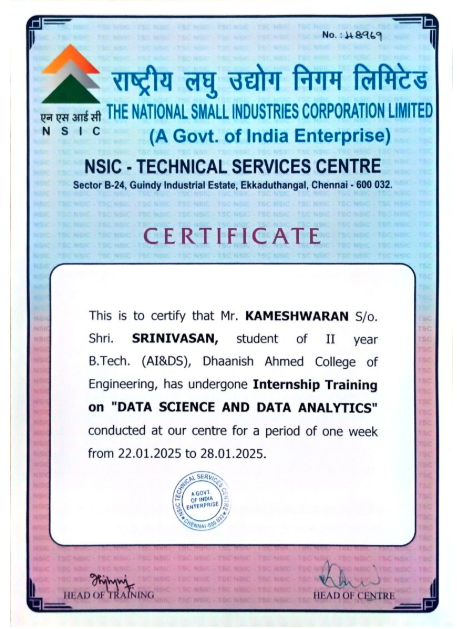 No. : 48969
राष्ट्रीय लघु उद्योग निगम लिमिटेड
एन एस आई सी
N S I C
THE NATIONAL SMALL INDUSTRIES CORPORATION LIMITED
(A Govt. of India Enterprise)
NSIC - TECHNICAL SERVICES CENTRE
Sector B-24, Guindy Industrial Estate, Ekkaduthangal, Chennai - 600 032.
CERTIFICATE
This is to certify that Mr. KAMESHWARAN S/o.
Shri. SRINIVASAN, student of II year
B.Tech. (AI&DS), Dhaanish Ahmed College of
Engineering, has undergone Internship Training
on "DATA SCIENCE AND DATA ANALYTICS"
conducted at our centre for a period of one week
from 22.01.2025 to 28.01.2025.
NSIC TECHNICAL SERVICES CENTRE
A GOVT.
OF INDIA
ENTERPRISE
CHENNAI-600 032
HEAD OF TRAINING
HEAD OF CENTRE